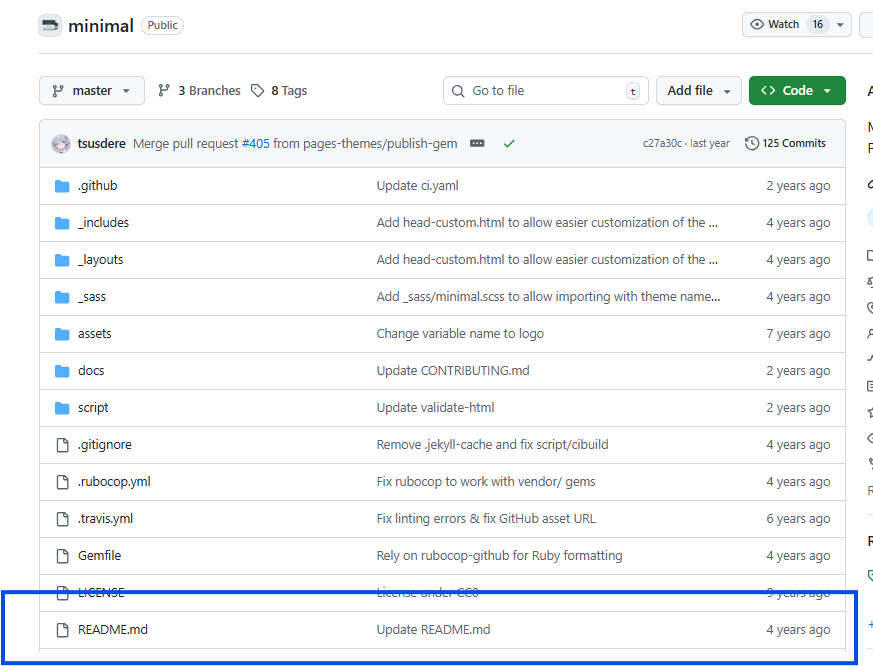 minimal Public Watch 16
master 3 Branches 8 Tags Go to file t Add file Code
tsusdere Merge pull request #405 from pages-themes/publish-gem c27a30c · last year 125 Commits
.github Update ci.yaml 2 years ago
_includes Add head-custom.html to allow easier customization of the ... 4 years ago
_layouts Add head-custom.html to allow easier customization of the ... 4 years ago
_sass Add _sass/minimal.scss to allow importing with theme name... 4 years ago
assets Change variable name to logo 7 years ago
docs Update CONTRIBUTING.md 2 years ago
script Update validate-html 2 years ago
.gitignore Remove .jekyll-cache and fix script/cibuild 4 years ago
.rubocop.yml Fix rubocop to work with vendor/ gems 4 years ago
.travis.yml Fix linting errors & fix GitHub asset URL 6 years ago
Gemfile Rely on rubocop-github for Ruby formatting 4 years ago
LICENSE License under CC0 9 years ago
README.md Update README.md 4 years ago